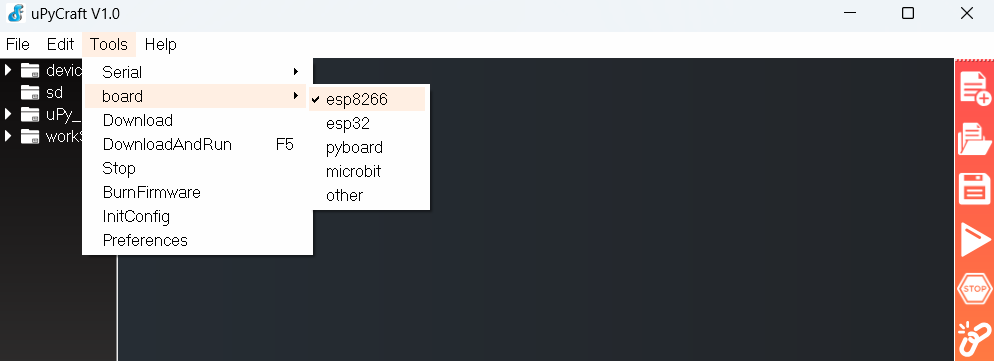 uPyCraft V1.0
File Edit Tools Help
devic
sd
uPy_
workS
Serial
board
Download
DownloadAndRun F5
Stop
BurnFirmware
InitConfig
Preferences
esp8266
esp32
pyboard
microbit
other
STOP